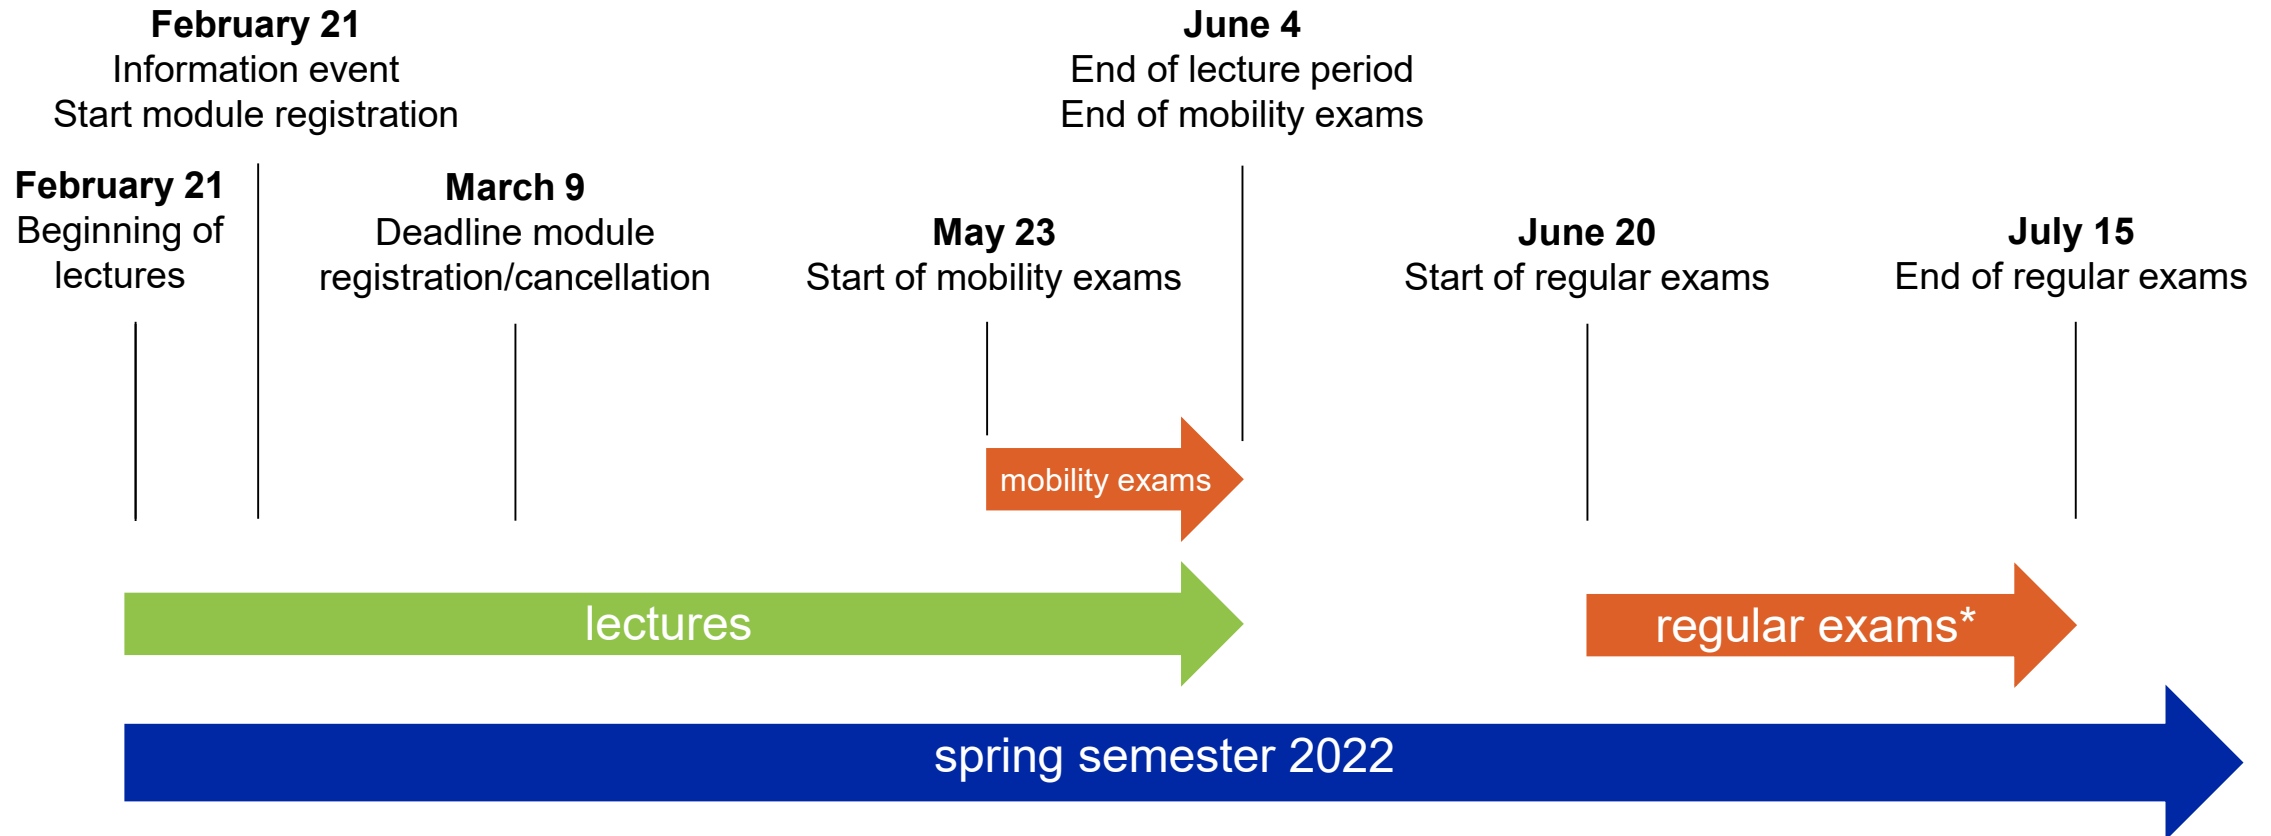 February 21
Information event
Start module registration
June 4
End of lecture period
End of mobility exams
February 21
Beginning of
lectures
March 9
Deadline module
registration/cancellation
May 23
Start of mobility exams
June 20
Start of regular exams
July 15
End of regular exams
mobility exams
lectures
regular exams*
spring semester 2022